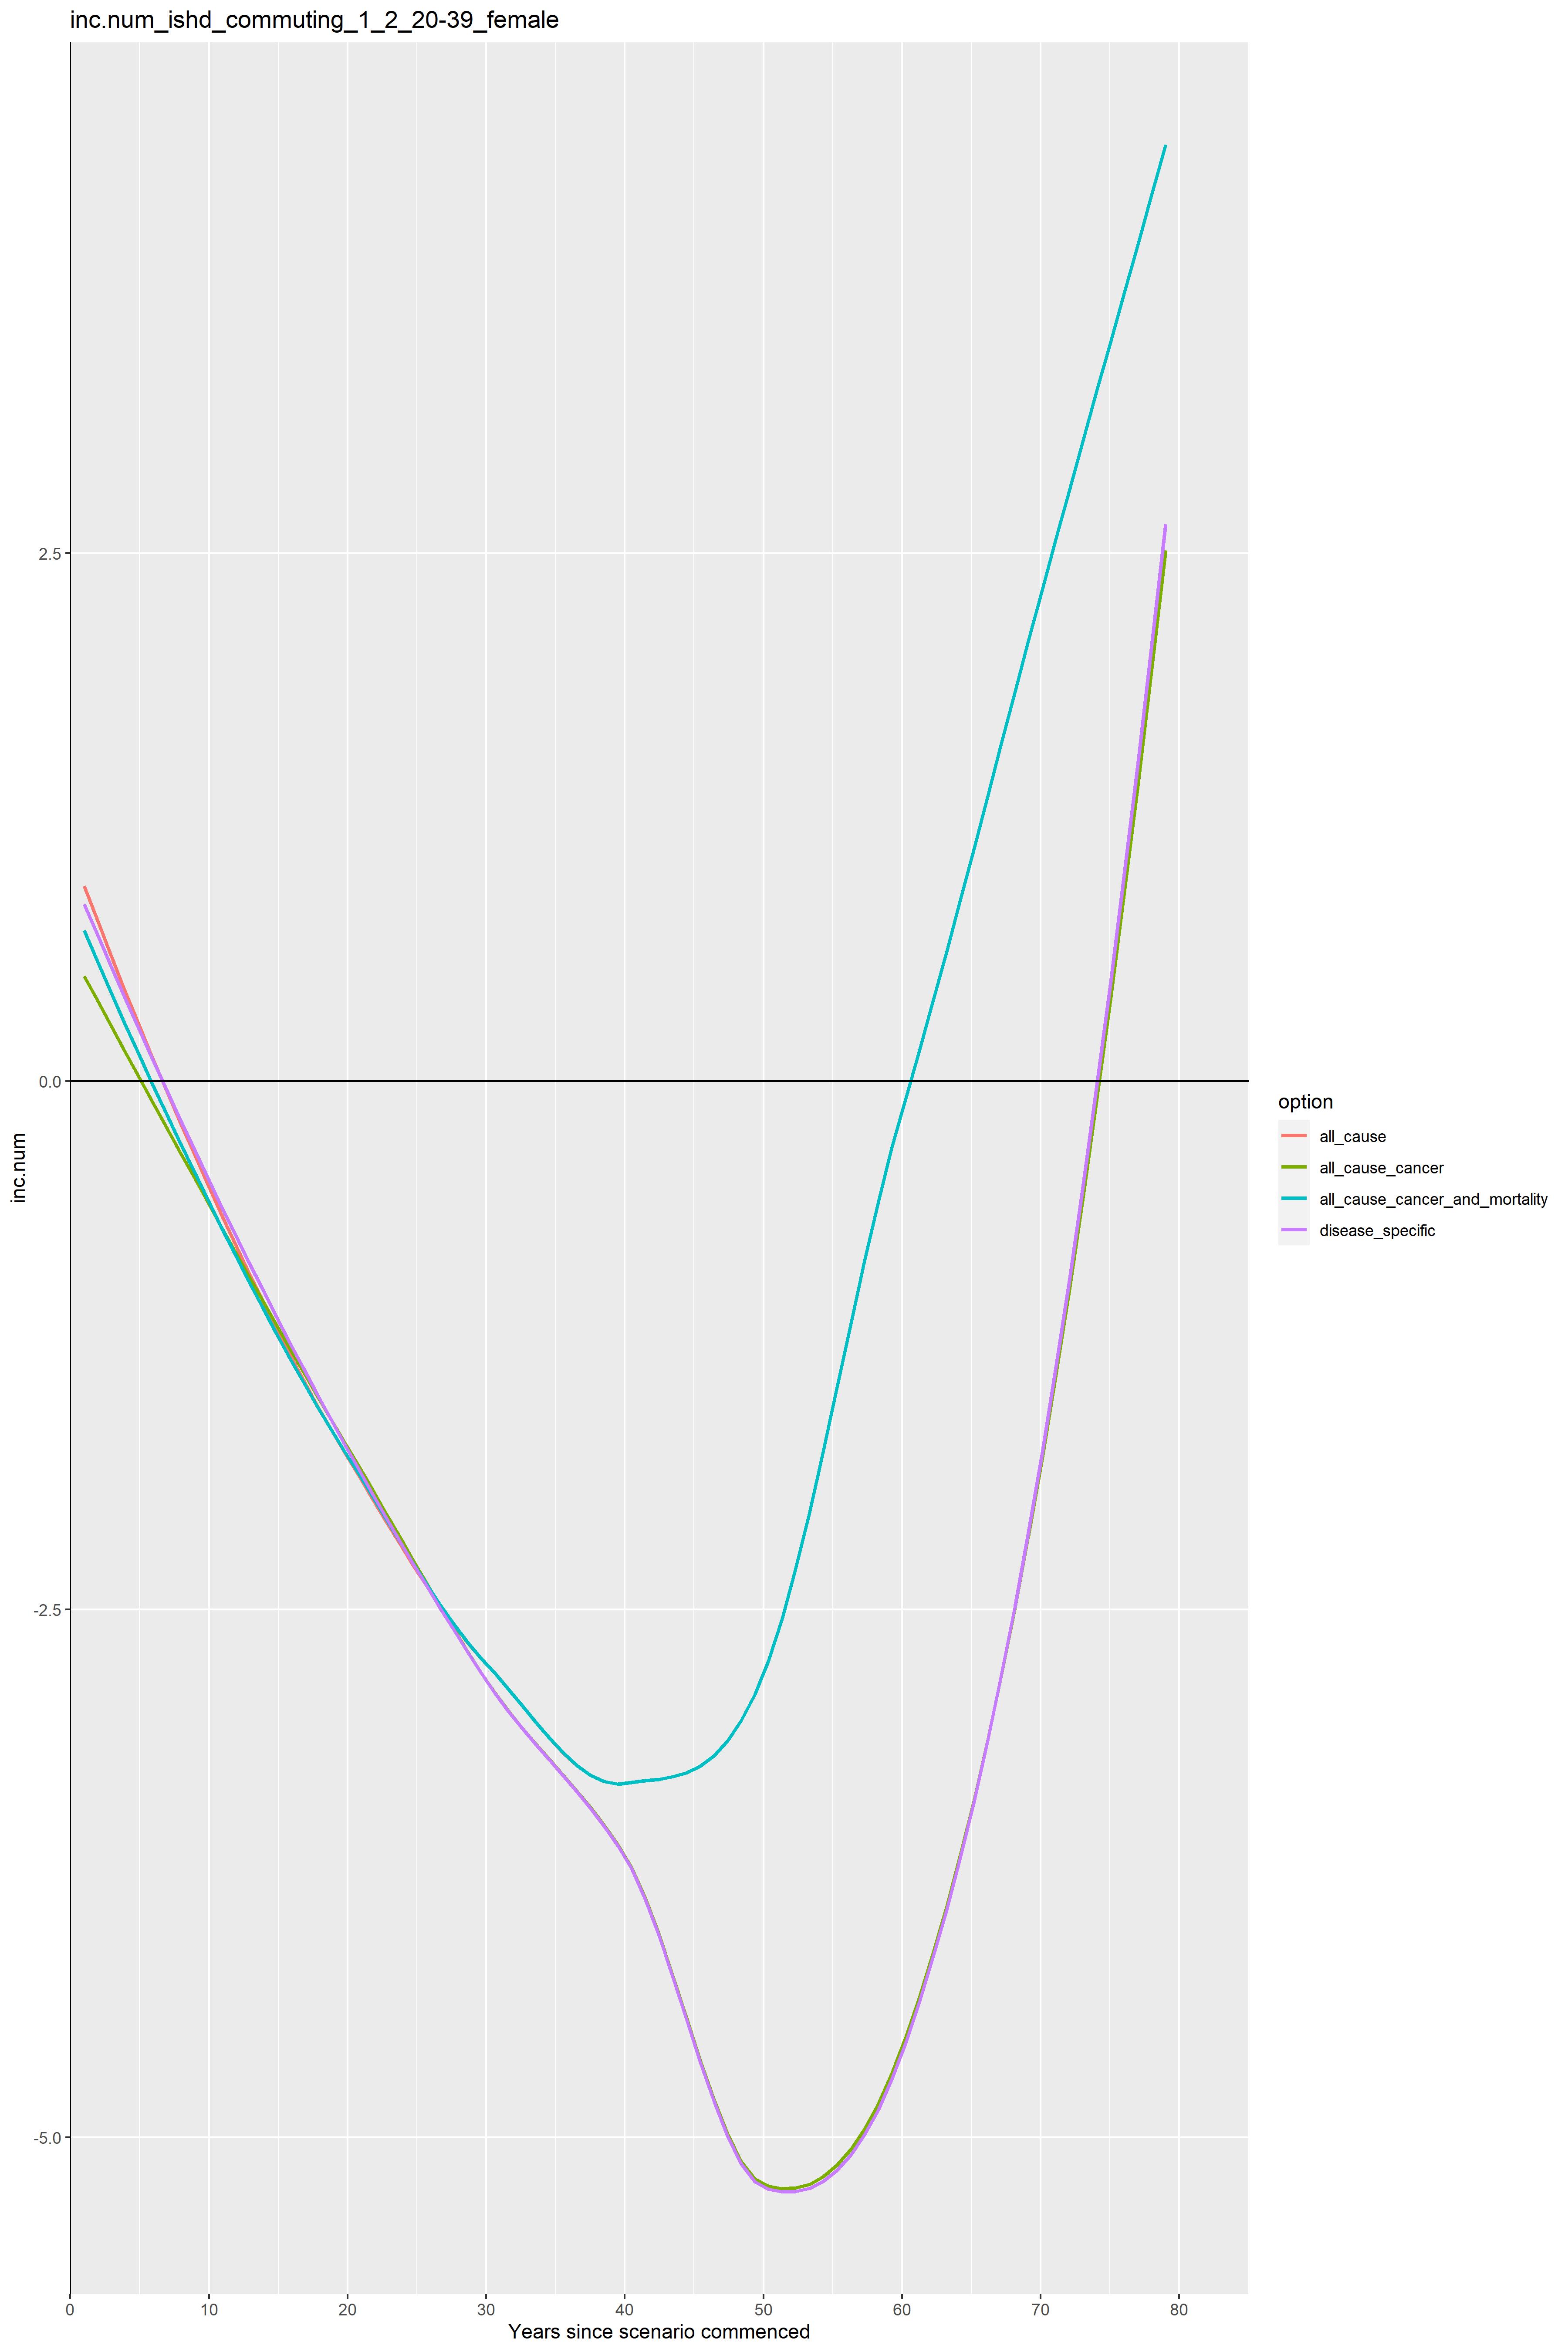 inc.num_ishd_commuting_1_2_20-39_female
inc.num
2.5
0.0
-2.5
-5.0
0 10 20 30 40 50 60 70 80
Years since scenario commenced
option
all_cause
all_cause_cancer
all_cause_cancer_and_mortality
disease_specific